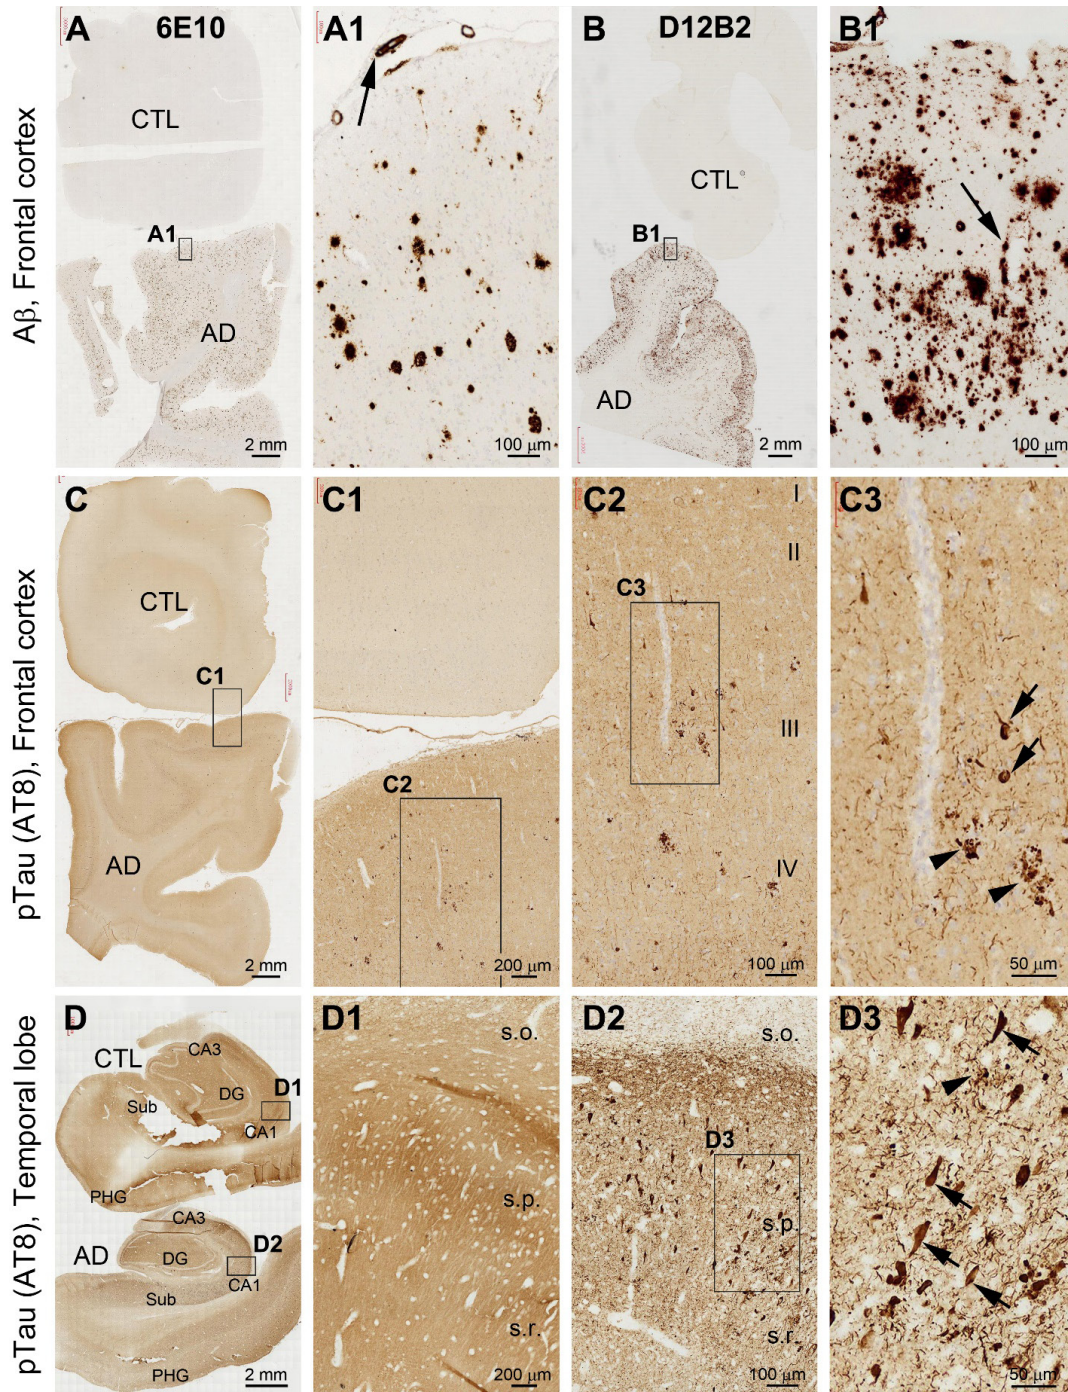 Aβ, Frontal cortex
A
6E10
CTL
A1
AD
2 mm
A1
100 μm
B
D12B2
CTL
B1
AD
2 mm
B1
100 μm
pTau (AT8), Frontal cortex
C
CTL
C1
AD
2 mm
C1
C2
200 μm
C2
I
II
C3
III
IV
100 μm
C3
50 μm
pTau (AT8), Temporal lobe
D
CTL
CA3
DG
D1
Sub
CA1
PHG
CA3
AD
DG
D2
CA1
Sub
PHG
2 mm
D1
s.o.
s.p.
s.r.
200 μm
D2
s.o.
D3
s.p.
s.r.
100 μm
D3
50 μm